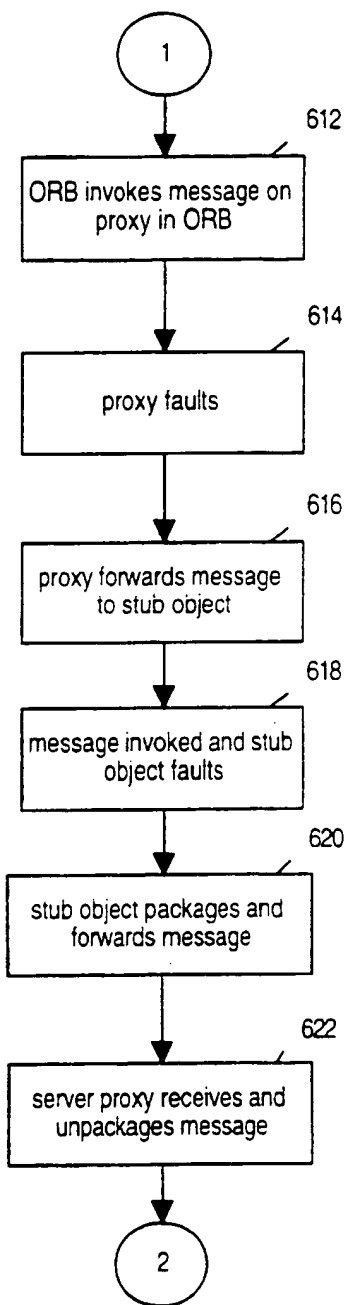 1
612
ORB invokes message on
proxy in ORB
614
proxy faults
616
proxy forwards message
to stub object
618
message invoked and stub
object faults
620
stub object packages and
forwards message
622
server proxy receives and
unpackages message
2